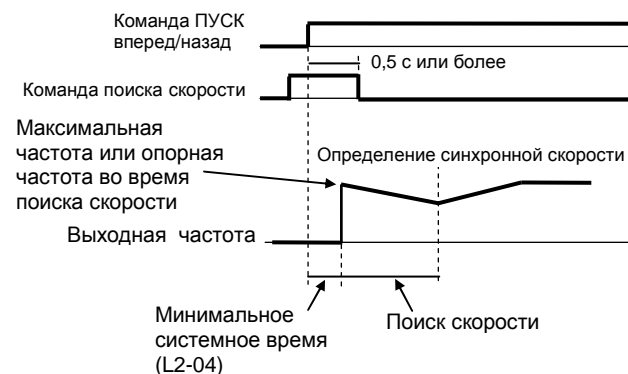 Команда ПУСК
вперед/назад
0,5 с или более
Команда поиска скорости
Максимальная
частота или опорная
частота во время
поиска скорости
Определение синхронной скорости
Выходная частота
Минимальное
системное время
(L2-04)
Поиск скорости